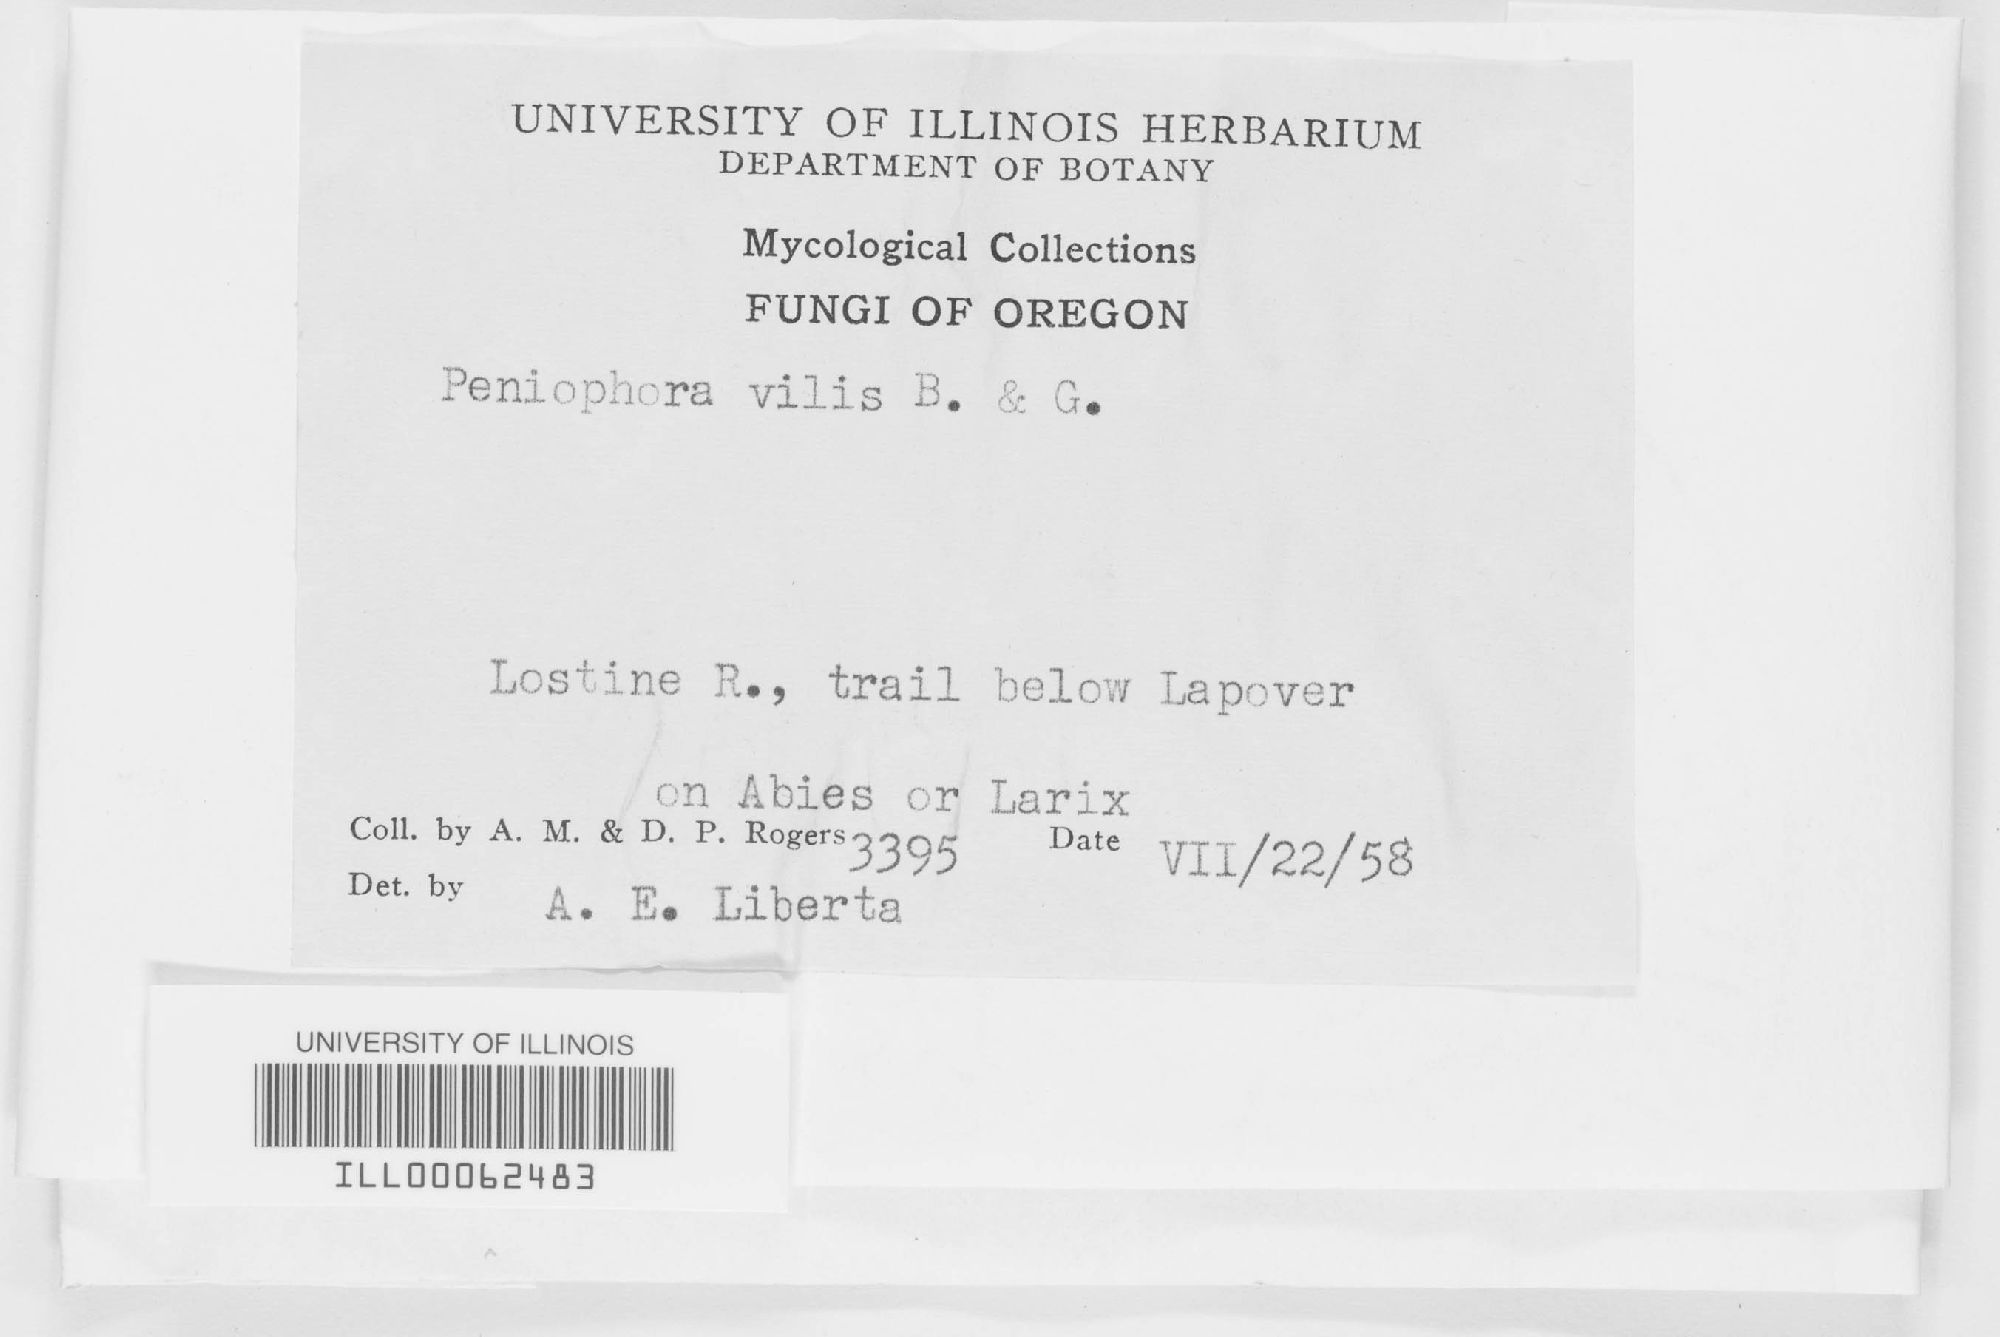 UNIVERSITY OF ILLINOIS HERBARIUM
DEPARTMENT OF BOTANY
Mycological Collections
FUNGI OF OREGON
Peniophora vilis B. & G.
Lostine R., trail below Lapover
on Abies or Larix
Coll. by A. M. & D. P. Rogers 3395 Date VII/22/58
Det. by A. E. Liberta
UNIVERSITY OF ILLINOIS
ILL00062483